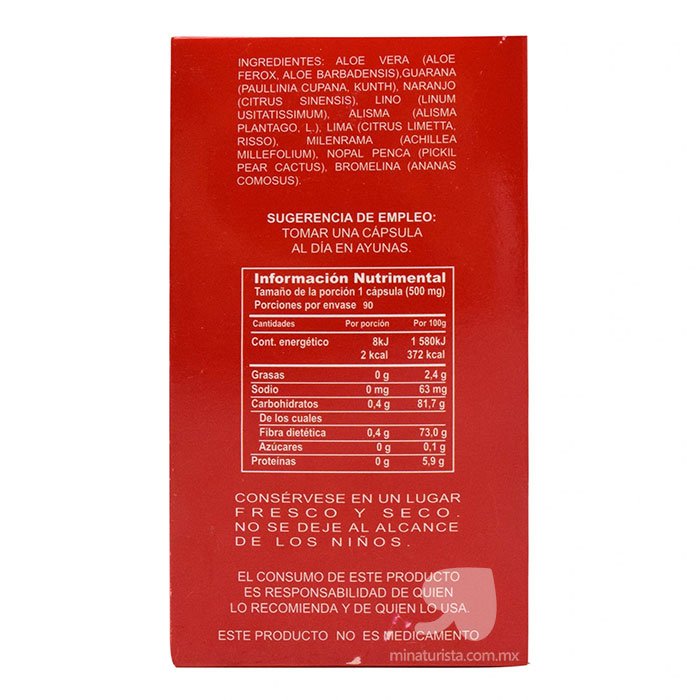 INGREDIENTES: ALOE VERA (ALOE
FEROX, ALOE BARBADENSIS),GUARANA
(PAULLINIA CUPANA, KUNTH), NARANJO
(CITRUS SINENSIS), LINO (LINUM
USITATISSIMUM), ALISMA (ALISMA
PLANTAGO, L.), LIMA (CITRUS LIMETTA,
RISSO), MILENRAMA (ACHILLEA
MILLEFOLIUM), NOPAL PENCA (PICKIL
PEAR CACTUS), BROMELINA (ANANAS
COMOSUS).
SUGERENCIA DE EMPLEO:
TOMAR UNA CÁPSULA
AL DÍA EN AYUNAS.
Información Nutrimental
Tamaño de la porción 1 cápsula (500 mg)
Porciones por envase 90
Cantidades Por porción Por 100g
Cont. energético 8kJ 1 580kJ
2 kcal 372 kcal
Grasas 0 g 2,4 g
Sodio 0 mg 63 mg
Carbohidratos 0,4 g 81,7 g
De los cuales
Fibra dietética 0,4 g 73,0 g
Azúcares 0 g 0,1 g
Proteínas 0 g 5,9 g
CONSÉRVESE EN UN LUGAR
FRESCO Y SECO.
NO SE DEJE AL ALCANCE
DE LOS NIÑOS.
EL CONSUMO DE ESTE PRODUCTO
ES RESPONSABILIDAD DE QUIEN
LO RECOMIENDA Y DE QUIEN LO USA.
ESTE PRODUCTO NO ES MEDICAMENTO
minaturista.com.mx